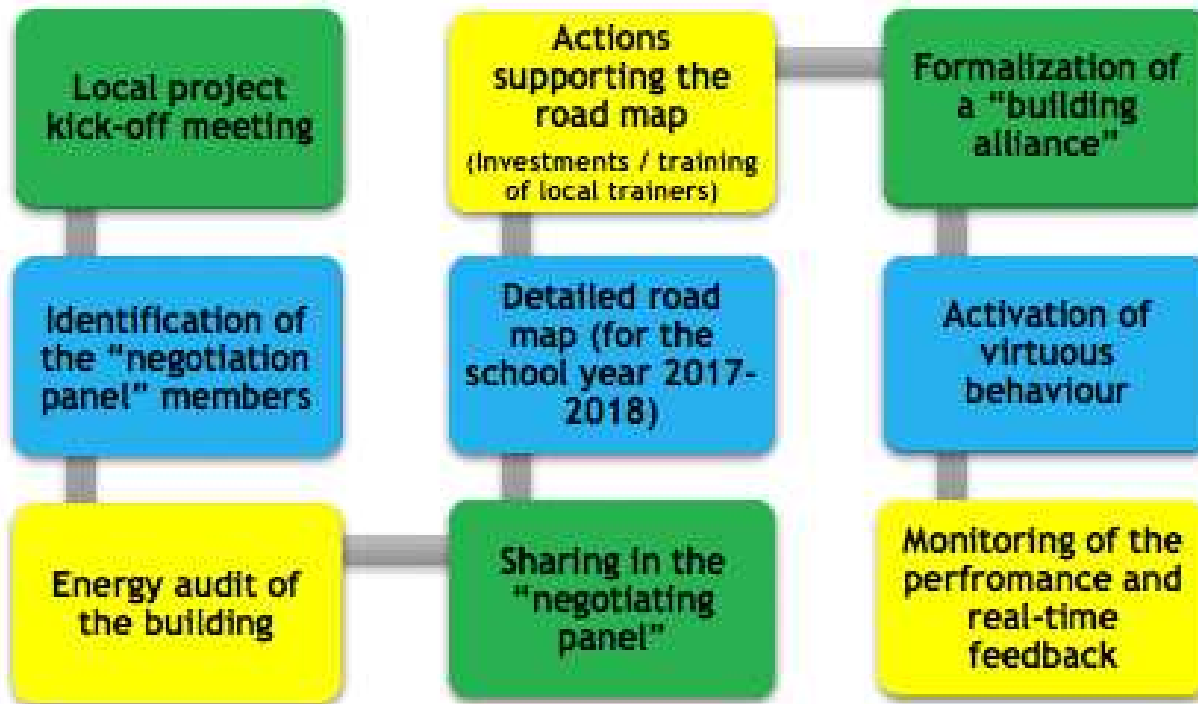 Local project
kick-off meeting
Identification of
the “negotiation
panel” members
Energy audit of
the building
Sharing in the
“negotiating
panel”
Detailed road
map (for the
school year 2017-
2018)
Actions
supporting the
road map
(Investments / training
of local trainers)
Formalization of
a “building
alliance”
Activation of
virtuous
behaviour
Monitoring of the
perfromance and
real-time
feedback